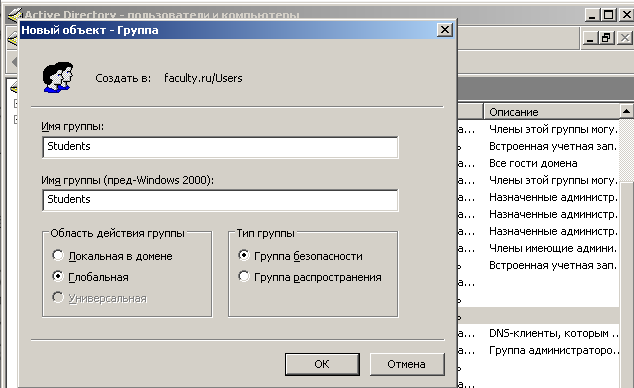 Active Directory - пользователи и компьютеры
Новый объект - Группа
Создать в: faculty.ru/Users
Имя группы:
Students
Имя группы (пред-Windows 2000):
Students
Область действия группы
Локальная в домене
Глобальная
Универсальная
Тип группы
Группа безопасности
Группа распространения
OK
Отмена
Описание
а... Члены этой группы могу...
Встроенная учетная зап...
а... Все гости домена
а... Члены этой группы могу...
а... Назначенные администр...
а... Назначенные администр...
а... Назначенные администр...
а... Члены имеющие админи...
Встроенная учетная зап...
а...
а... DNS-клиенты, которым ...
а... Группа администраторо...
а...